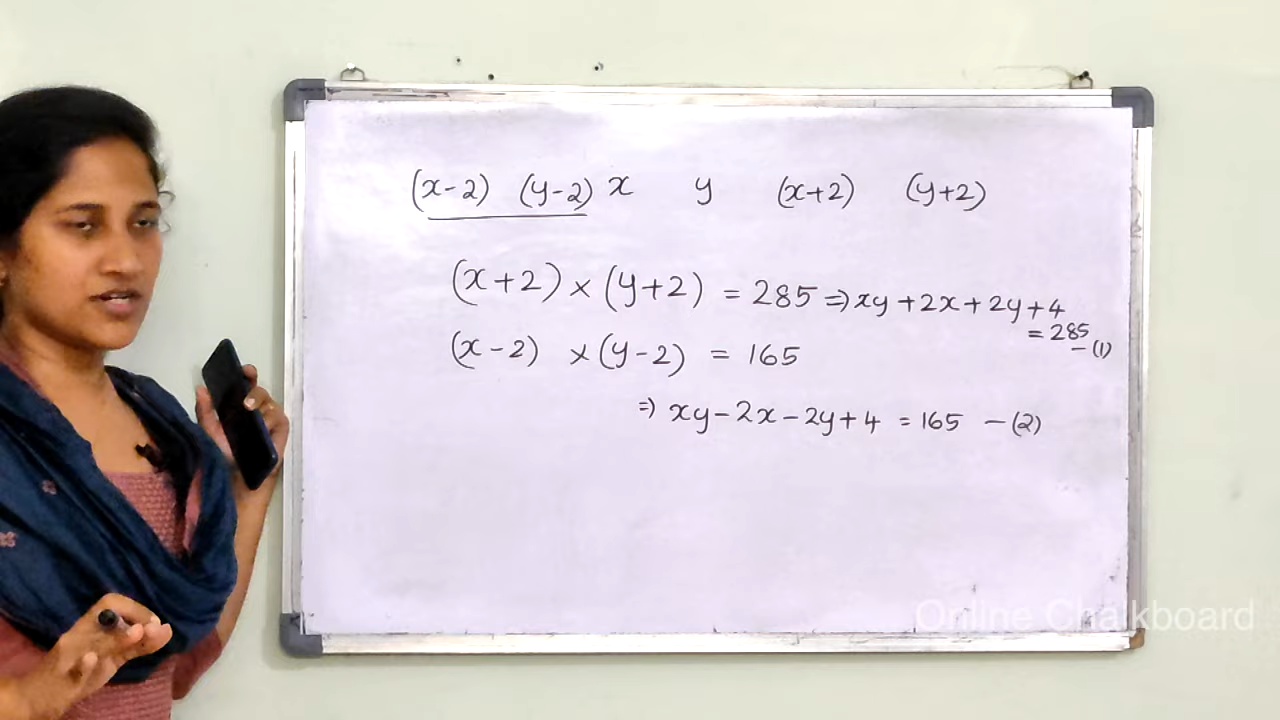 (x-2) (y-2) x y (x+2) (y+2)
(x+2) × (y+2) = 285 ⇒ xy + 2x + 2y + 4
= 285
- (1)
(x-2) × (y-2) = 165
⇒ xy - 2x - 2y + 4 = 165 - (2)
Online Chalkboard